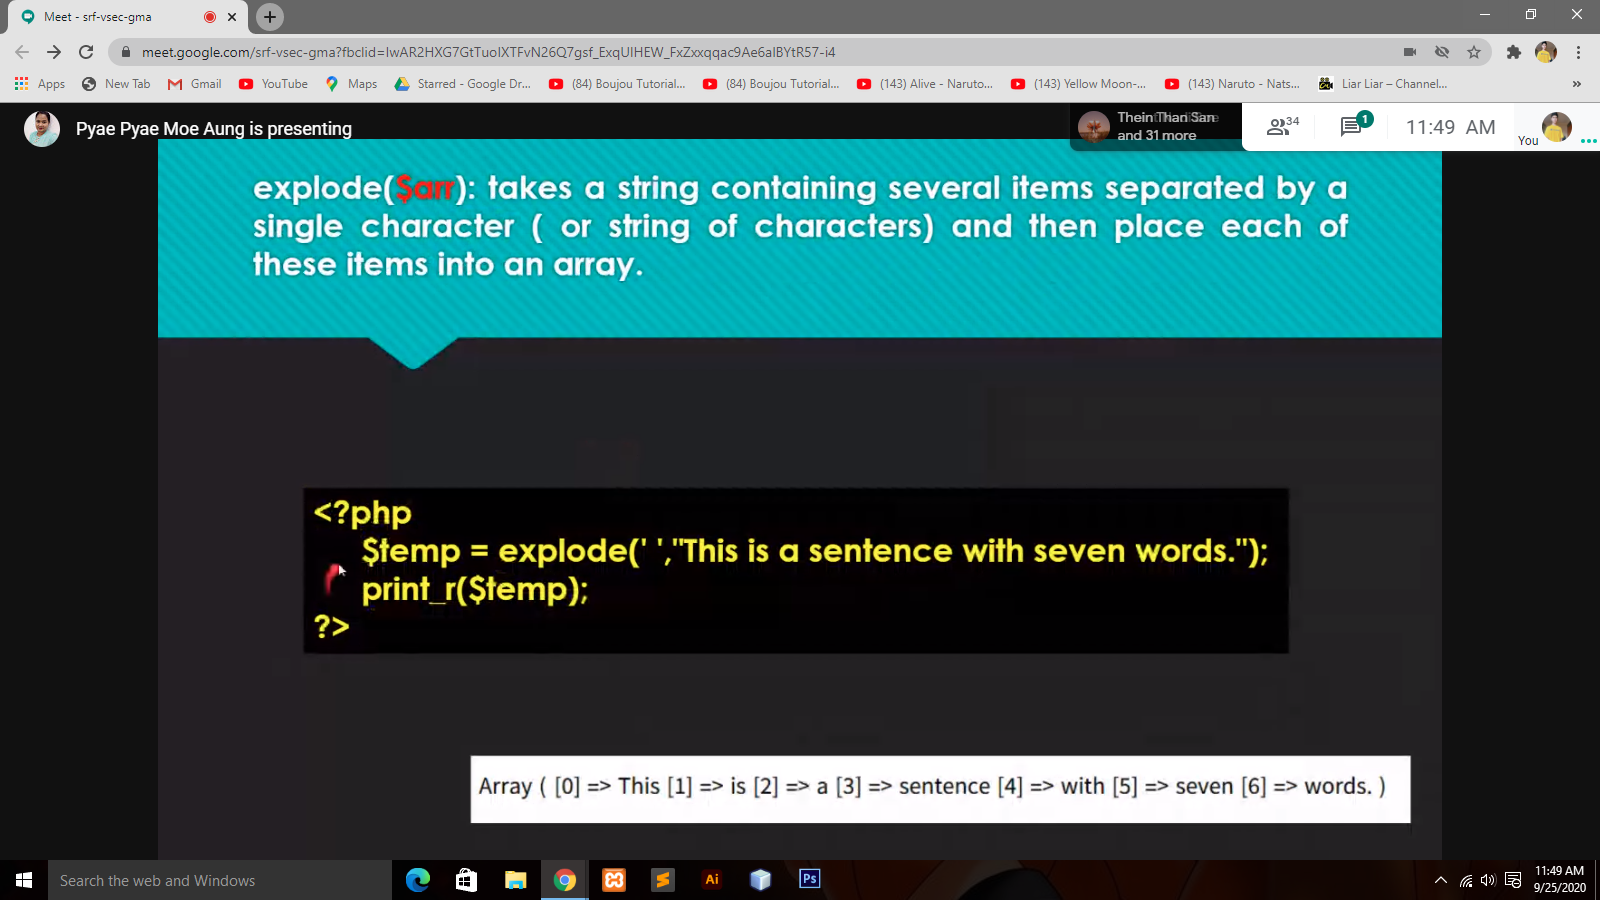 Meet - srf-vsec-gma
meet.google.com/srf-vsec-gma?fbclid=IwAR2HXG7GtTuoIXTFvN26Q7gsf_ExqUIHEW_FxZxxqqac9Ae6alBYtR57-i4
Apps New Tab Gmail YouTube Maps Starred - Google Dr... (84) Boujou Tutorial... (84) Boujou Tutorial... (143) Alive - Naruto... (143) Yellow Moon-... (143) Naruto - Nats... Liar Liar – Channel... »
Pyae Pyae Moe Aung is presenting
Thein Than San
and 31 more
34
1
11:49 AM
You
explode($arr): takes a string containing several items separated by a
single character ( or string of characters) and then place each of
these items into an array.
<?php
$temp = explode(' ',"This is a sentence with seven words.");
print_r($temp);
?>
Array ( [0] => This [1] => is [2] => a [3] => sentence [4] => with [5] => seven [6] => words. )
Search the web and Windows
Ai
Ps
11:49 AM
9/25/2020